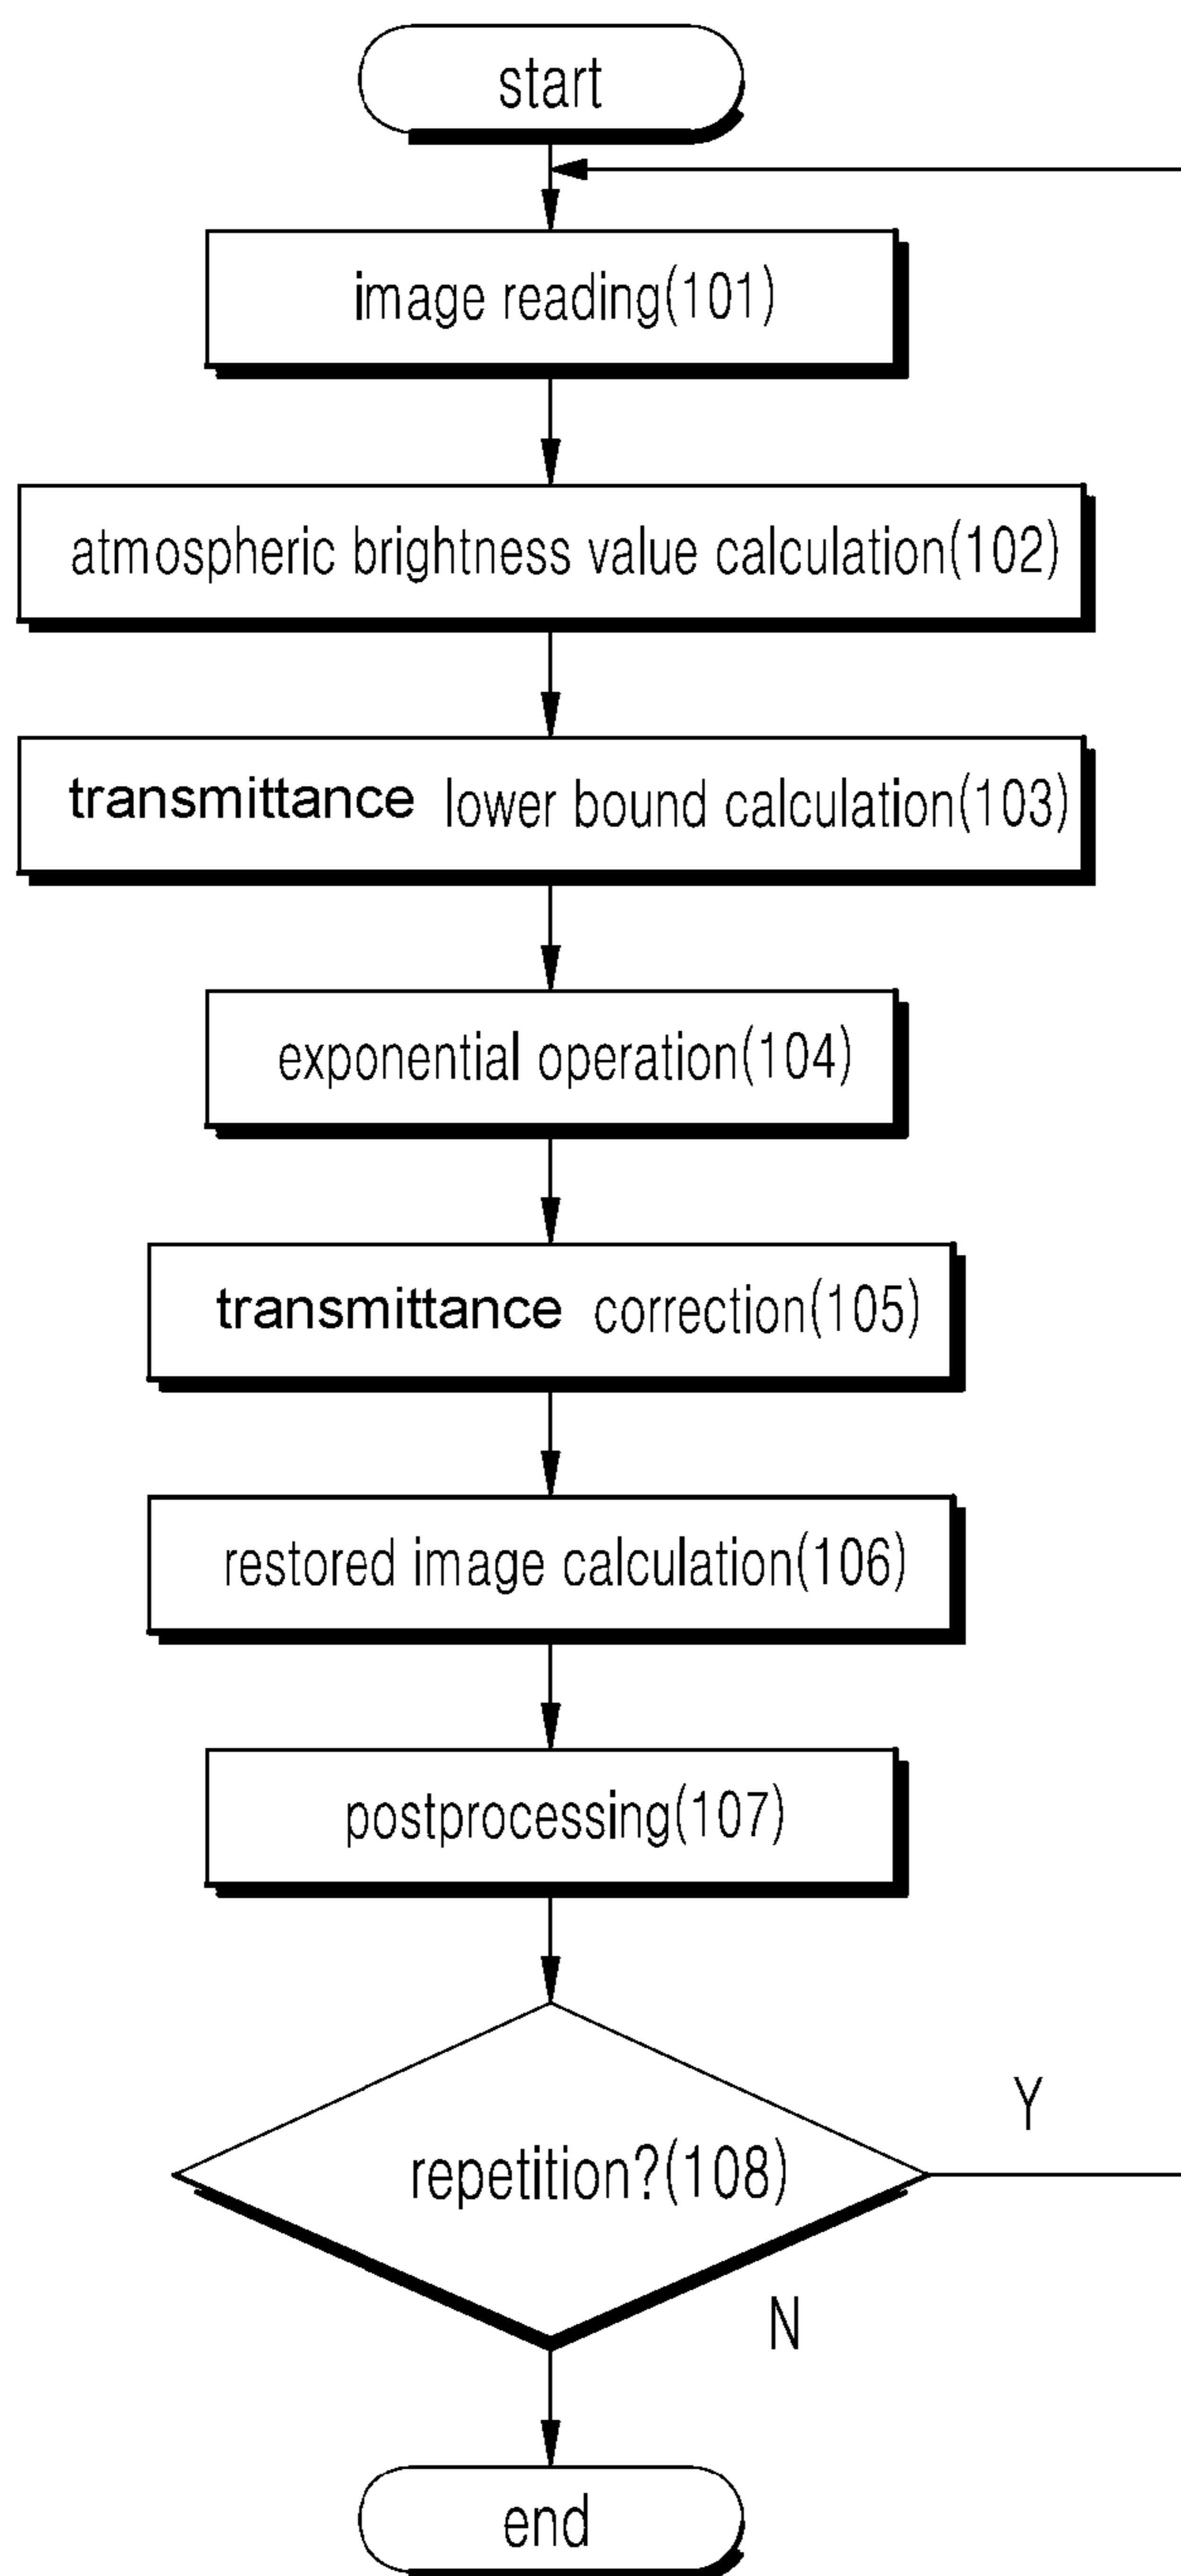 start
image reading(101)
atmospheric brightness value calculation(102)
transmittance lower bound calculation(103)
exponential operation(104)
transmittance correction(105)
restored image calculation(106)
postprocessing(107)
Y
repetition?(108)
N
end